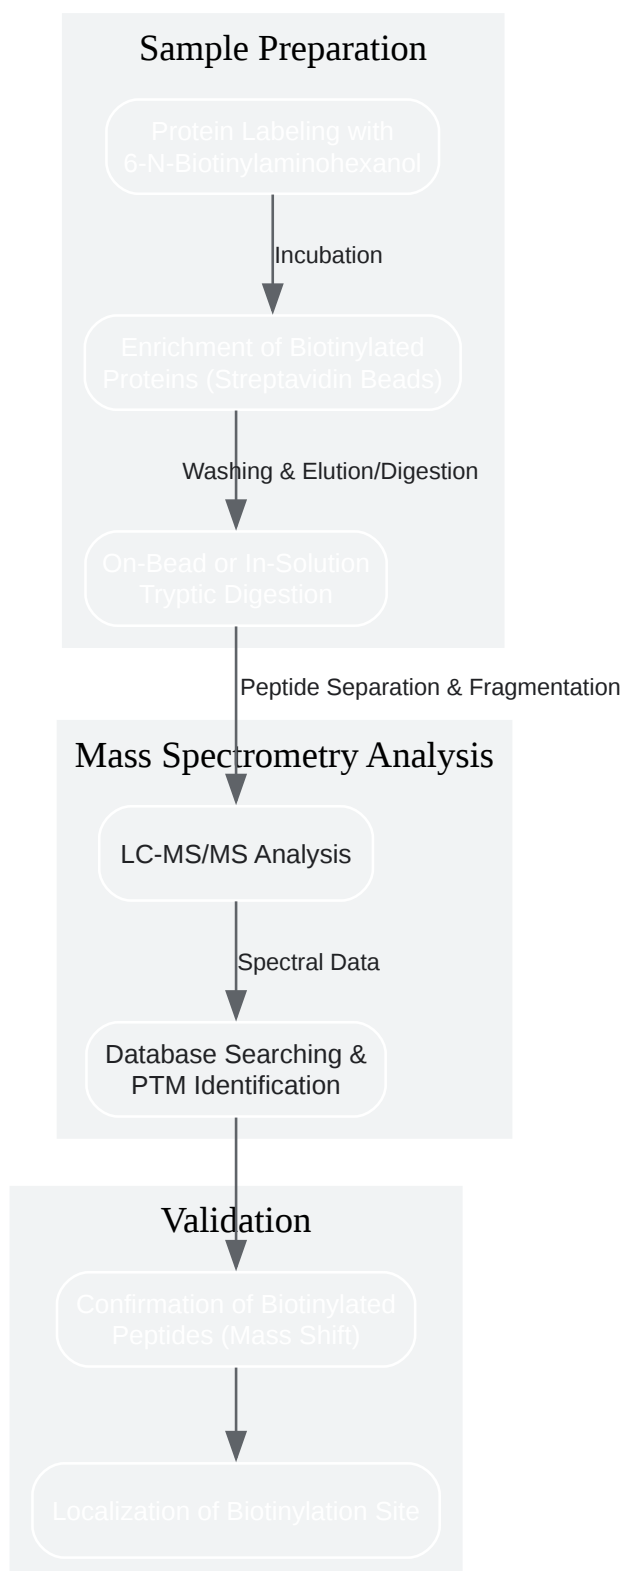 Sample Preparation
Protein Labeling with
6-N-Biotinylaminohexanol
Incubation
Enrichment of Biotinylated
Proteins (Streptavidin Beads)
Washing & Elution/Digestion
On-Bead or In-Solution
Tryptic Digestion
Peptide Separation & Fragmentation
Mass Spectrometry Analysis
LC-MS/MS Analysis
Spectral Data
Database Searching &
PTM Identification
Validation
Confirmation of Biotinylated
Peptides (Mass Shift)
Localization of Biotinylation Site